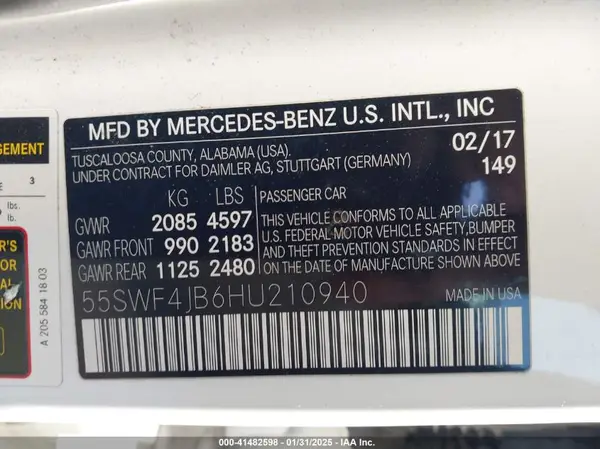 MFD BY MERCEDES-BENZ U.S. INTL., INC
TUSCALOOSA COUNTY, ALABAMA (USA).
UNDER CONTRACT FOR DAIMLER AG, STUTTGART (GERMANY)
02/17
149
KG LBS
GVWR 2085 4597
GAWR FRONT 990 2183
GAWR REAR 1125 2480
PASSENGER CAR
THIS VEHICLE CONFORMS TO ALL APPLICABLE
U.S. FEDERAL MOTOR VEHICLE SAFETY,BUMPER
AND THEFT PREVENTION STANDARDS IN EFFECT
ON THE DATE OF MANUFACTURE SHOWN ABOVE
55SWF4JB6HU210940
MADE IN USA
GEMENT
E 3
lbs.
lbs.
R'S
FOR
ION
A 205 584 18 03
000-41482598 - 01/31/2025 - IAA Inc.